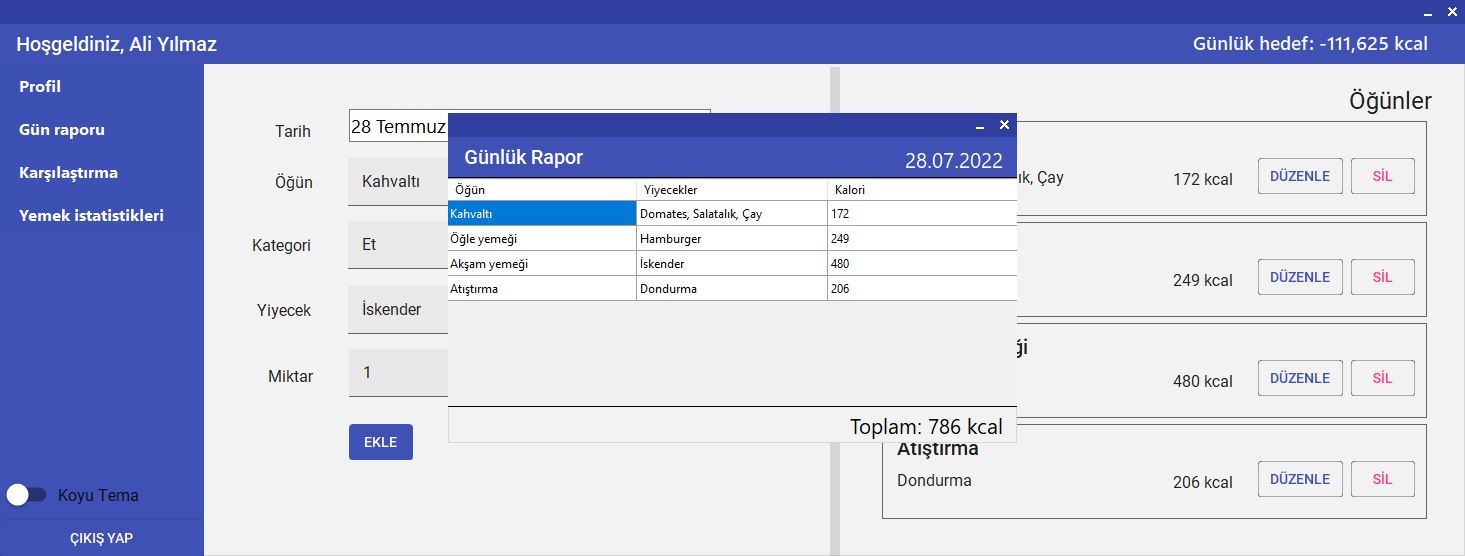 Hoşgeldiniz, Ali Yılmaz
Günlük hedef: -111,625 kcal
Profil
Gün raporu
Karşılaştırma
Yemek istatistikleri
Koyu Tema
ÇIKIŞ YAP
Tarih 28 Temmuz
Öğün Kahvaltı
Kategori Et
Yiyecek İskender
Miktar 1
EKLE
Günlük Rapor 28.07.2022
Öğün Yiyecekler Kalori
Kahvaltı Domates, Salatalık, Çay 172
Öğle yemeği Hamburger 249
Akşam yemeği İskender 480
Atıştırma Dondurma 206
Toplam: 786 kcal
Öğünler
Çay 172 kcal DÜZENLE SİL
249 kcal DÜZENLE SİL
480 kcal DÜZENLE SİL
Atıştırma
Dondurma 206 kcal DÜZENLE SİL